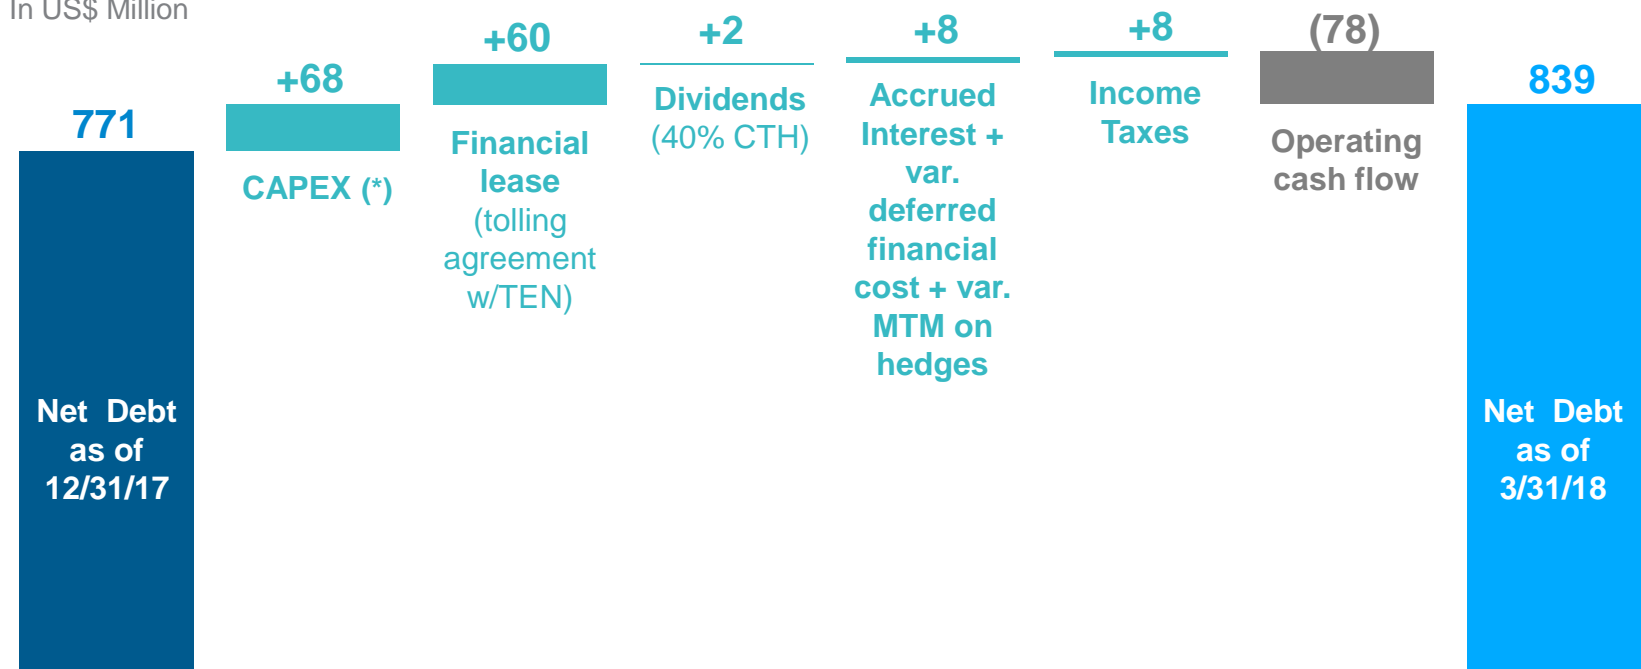 In US$ Million
771
Net Debt
as of
12/31/17
+68
CAPEX (*)
+60
Financial
lease
(tolling
agreement
w/TEN)
+2
Dividends
(40% CTH)
+8
Accrued
Interest +
var.
deferred
financial
cost + var.
MTM on
hedges
+8
Income
Taxes
(78)
Operating
cash flow
839
Net Debt
as of
3/31/18